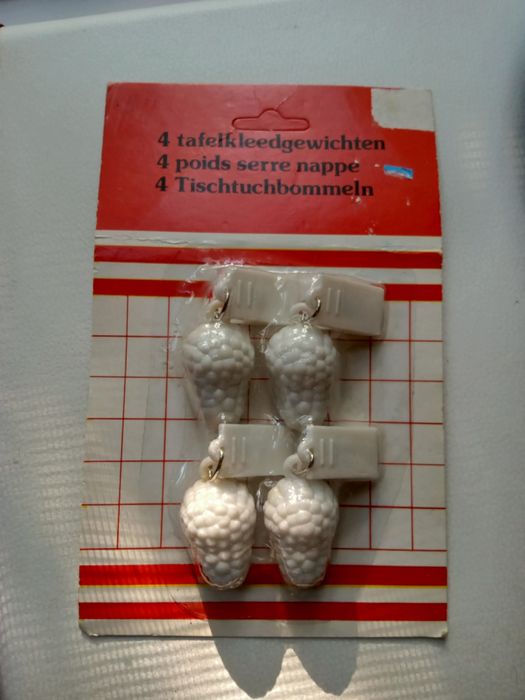 4 tafelkleedgewichten
4 poids serre nappe
4 Tischtuchbommeln